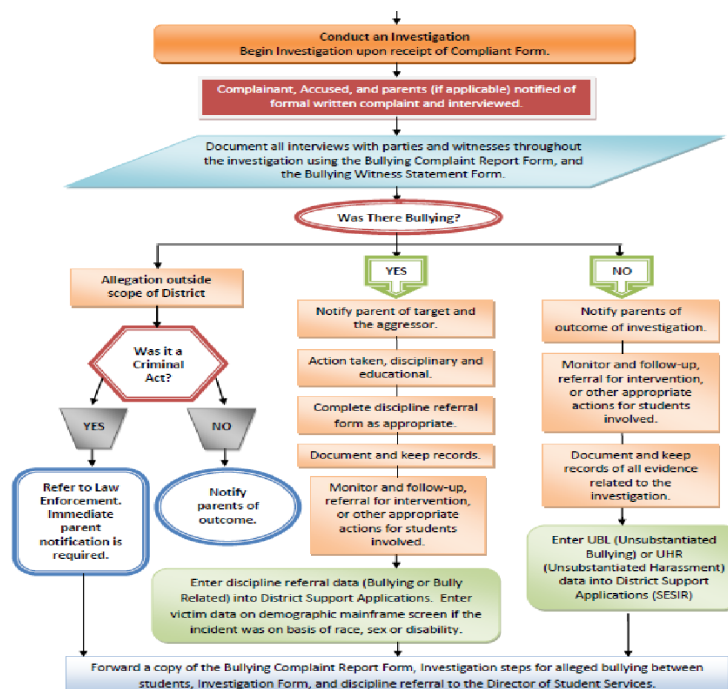 Conduct an Investigation
Begin Investigation upon receipt of Compliant Form.
Complainant, Accused, and parents (if applicable) notified of
formal written complaint and interviewed.
Document all interviews with parties and witnesses throughout
the investigation using the Bullying Complaint Report Form, and
the Bullying Witness Statement Form.
Was There Bullying?
Allegation outside
scope of District
Was it a
Criminal
Act?
YES
NO
Refer to Law
Enforcement.
Immediate
parent
notification is
required.
Notify
parents of
outcome.
YES
Notify parent of target and
the aggressor.
Action taken, disciplinary and
educational.
Complete discipline referral
form as appropriate.
Document and keep records.
Monitor and follow-up,
referral for intervention,
or other appropriate
actions for students
involved.
Enter discipline referral data (Bullying or Bully
Related) into District Support Applications. Enter
victim data on demographic mainframe screen if the
incident was on basis of race, sex or disability.
NO
Notify parents of
outcome of investigation.
Monitor and follow-up,
referral for intervention,
or other appropriate
actions for students
involved.
Document and keep
records of all evidence
related to the
investigation.
Enter UBL (Unsubstantiated
Bullying) or UHR
(Unsubstantiated Harassment)
data into District Support
Applications (SESIR)
Forward a copy of the Bullying Complaint Report Form, Investigation steps for alleged bullying between
students, Investigation Form, and discipline referral to the Director of Student Services.